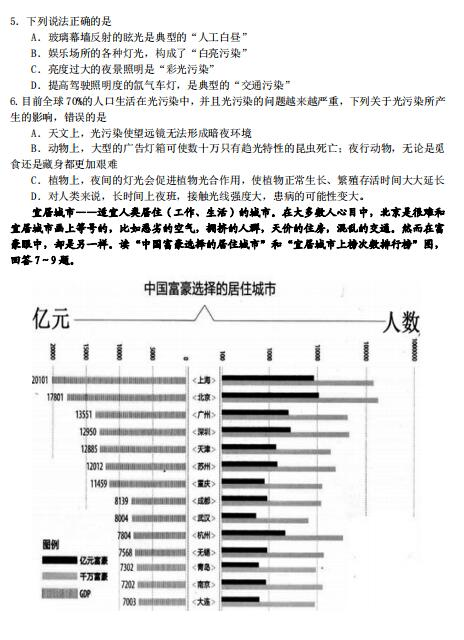 5．下列说法正确的是
A．玻璃幕墙反射的眩光是典型的“人工白昼”
B．娱乐场所的各种灯光，构成了“白亮污染”
C．亮度过大的夜景照明是“彩光污染”
D．提高驾驶照明度的氙气车灯，是典型的“交通污染”
6.目前全球70%的人口生活在光污染中，并且光污染的问题越来越严重，下列关于光污染所产
生的影响，错误的是
A．天文上，光污染使望远镜无法形成暗夜环境
B．动物上，大型的广告灯箱可使数十万只有趋光特性的昆虫死亡；夜行动物，无论是觅
食还是藏身都更加艰难
C．植物上，夜间的灯光会促进植物光合作用，使植物正常生长、繁殖存活时间大大延长
D．对人类来说，长时间上夜班，接触光线强度大，患病的可能性变大。
宜居城市——适宜人类居住（工作、生活）的城市。在大多数人心目中，北京是很难和
宜居城市画上等号的，比如恶劣的空气，拥挤的人群，天价的住房，混乱的交通。然而在富
豪眼中，却是另一样。读“中国富豪选择的居住城市”和“宜居城市上榜次数排行榜”图，
回答7～9题。
中国富豪选择的居住城市
亿元 人数
20000 15000 10000 5000 0 100 1000 10000 100000 1000000
20101 <上海>
17801 <北京>
13551 <广州>
12950 <深圳>
12885 <天津>
12012 <苏州>
11459 <重庆>
8139 <成都>
8004 <武汉>
7804 <杭州>
7568 <无锡>
7302 <青岛>
7202 <南京>
7003 <大连>
图例
亿元富豪
千万富豪
GDP